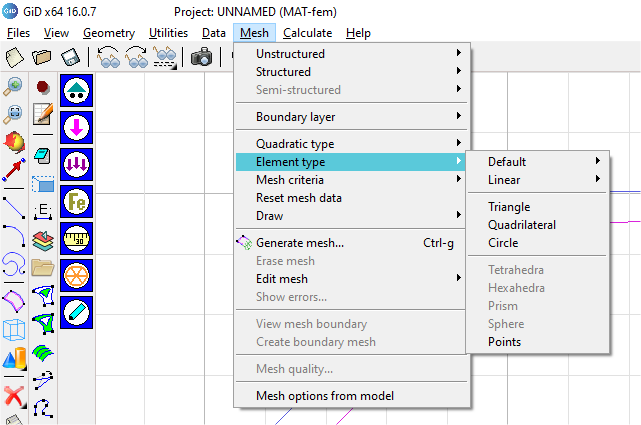 GiD x64 16.0.7 Project: UNNAMED (MAT-fem)
Files View Geometry Utilities Data Mesh Calculate Help
Unstructured
Structured
Semi-structured
Boundary layer
Quadratic type
Element type
Mesh criteria
Reset mesh data
Draw
Generate mesh... Ctrl-g
Erase mesh
Edit mesh
Show errors...
View mesh boundary
Create boundary mesh
Mesh quality...
Mesh options from model
Default
Linear
Triangle
Quadrilateral
Circle
Tetrahedra
Hexahedra
Prism
Sphere
Points
GiD
Fe
E
30